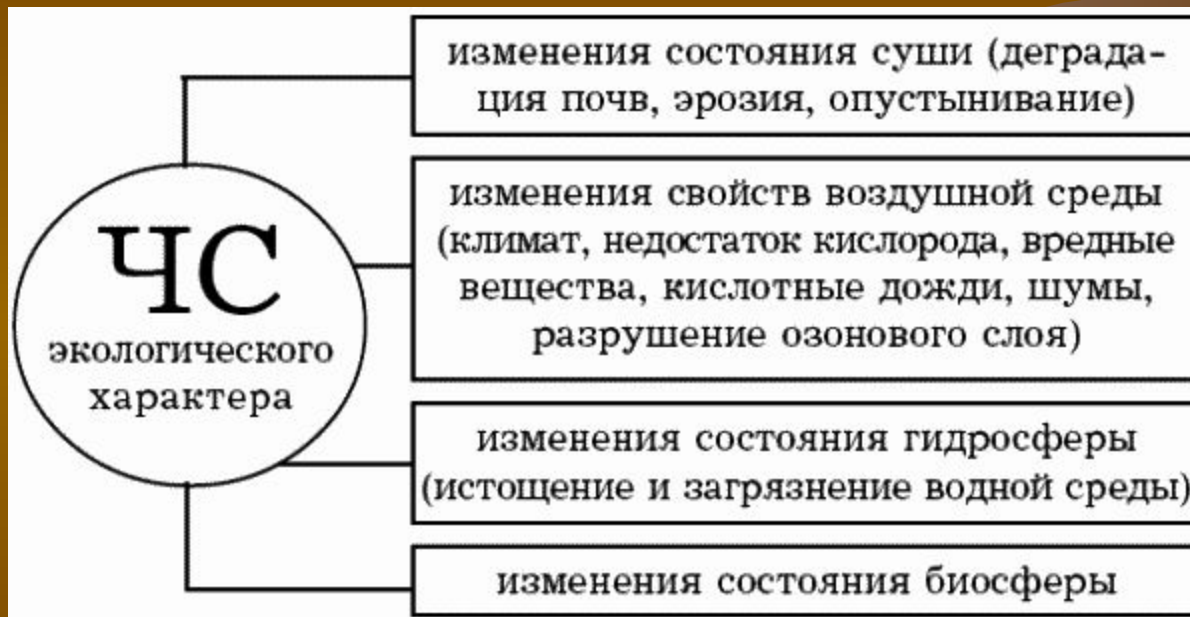 ЧС
экологического
характера
изменения состояния суши (деграда-
ция почв, эрозия, опустынивание)
изменения свойств воздушной среды
(климат, недостаток кислорода, вредные
вещества, кислотные дожди, шумы,
разрушение озонового слоя)
изменения состояния гидросферы
(истощение и загрязнение водной среды)
изменения состояния биосферы